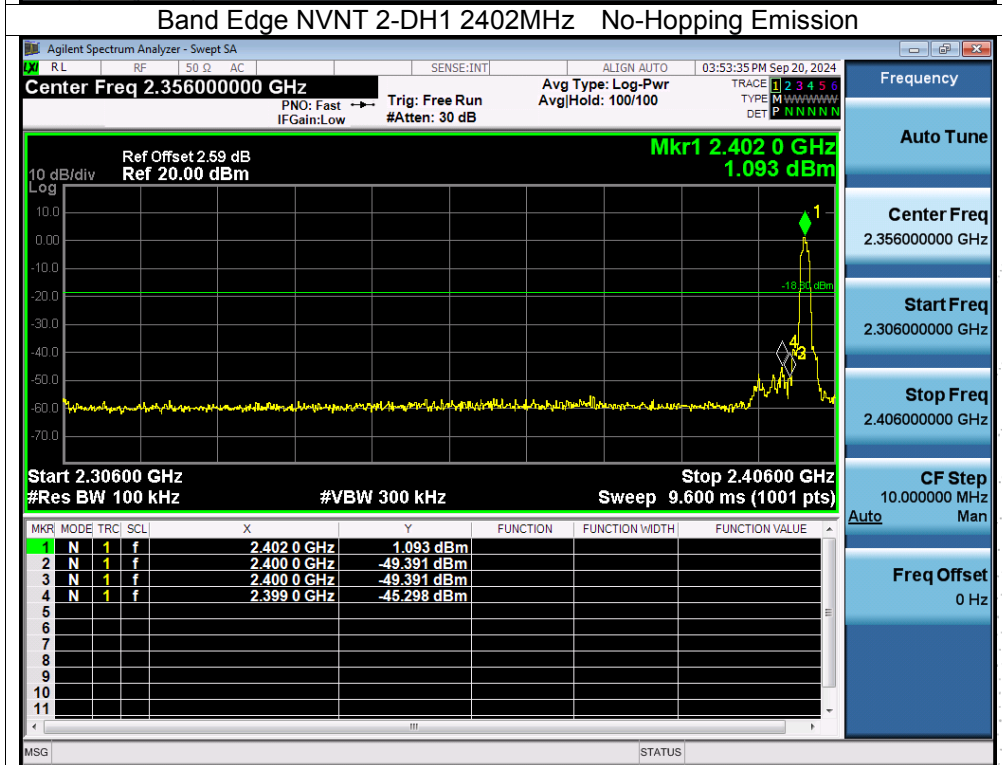 Band Edge NVNT 2-DH1 2402MHz No-Hopping Emission
Agilent Spectrum Analyzer - Swept SA
LXI RL RF 50 Ω AC SENSE:INT ALIGN AUTO 03:53:35 PM Sep 20, 2024
Center Freq 2.356000000 GHz
PNO: Fast
IFGain:Low
Trig: Free Run
#Atten: 30 dB
Avg Type: Log-Pwr
Avg|Hold: 100/100
TRACE 1 2 3 4 5 6
TYPE M WWWWW
DET P N N N N N
Frequency
Auto Tune
Center Freq
2.356000000 GHz
Start Freq
2.306000000 GHz
Stop Freq
2.406000000 GHz
CF Step
10.000000 MHz
Auto Man
Freq Offset
0 Hz
Mkr1 2.402 0 GHz
1.093 dBm
Ref Offset 2.59 dB
10 dB/div Ref 20.00 dBm
Log
10.0
0.00
-10.0
-20.0
-30.0
-40.0
-50.0
-60.0
-70.0
1
-18.90 dBm
4
3
Start 2.30600 GHz Stop 2.40600 GHz
#Res BW 100 kHz #VBW 300 kHz Sweep 9.600 ms (1001 pts)
MKR MODE TRC SCL X Y FUNCTION FUNCTION WIDTH FUNCTION VALUE
1 N 1 f 2.402 0 GHz 1.093 dBm
2 N 1 f 2.400 0 GHz -49.391 dBm
3 N 1 f 2.400 0 GHz -49.391 dBm
4 N 1 f 2.399 0 GHz -45.298 dBm
5
6
7
8
9
10
11
MSG STATUS